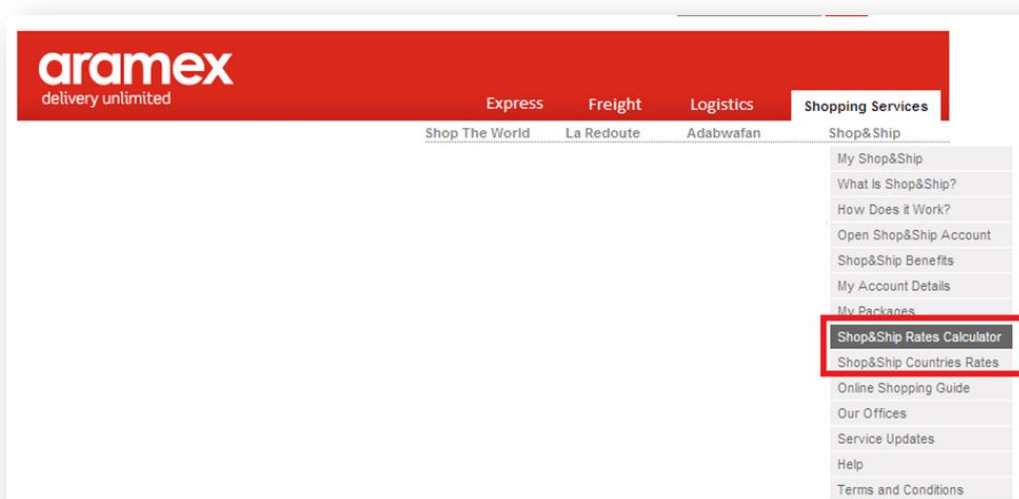 aramex
delivery unlimited
Express Freight Logistics Shopping Services
Shop The World La Redoute Adabwafan Shop&Ship
My Shop&Ship
What Is Shop&Ship?
How Does it Work?
Open Shop&Ship Account
Shop&Ship Benefits
My Account Details
My Packages
Shop&Ship Rates Calculator
Shop&Ship Countries Rates
Online Shopping Guide
Our Offices
Service Updates
Help
Terms and Conditions